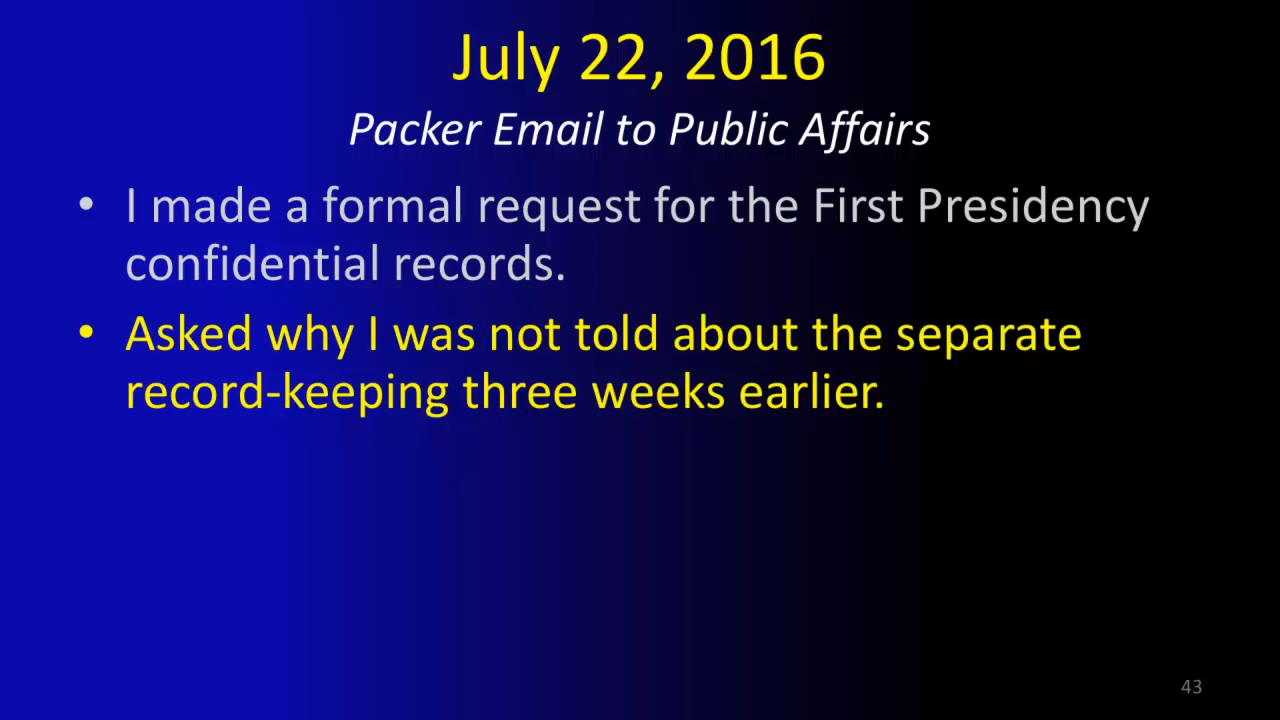 July 22, 2016
Packer Email to Public Affairs
• I made a formal request for the First Presidency
confidential records.
• Asked why I was not told about the separate
record-keeping three weeks earlier.
43